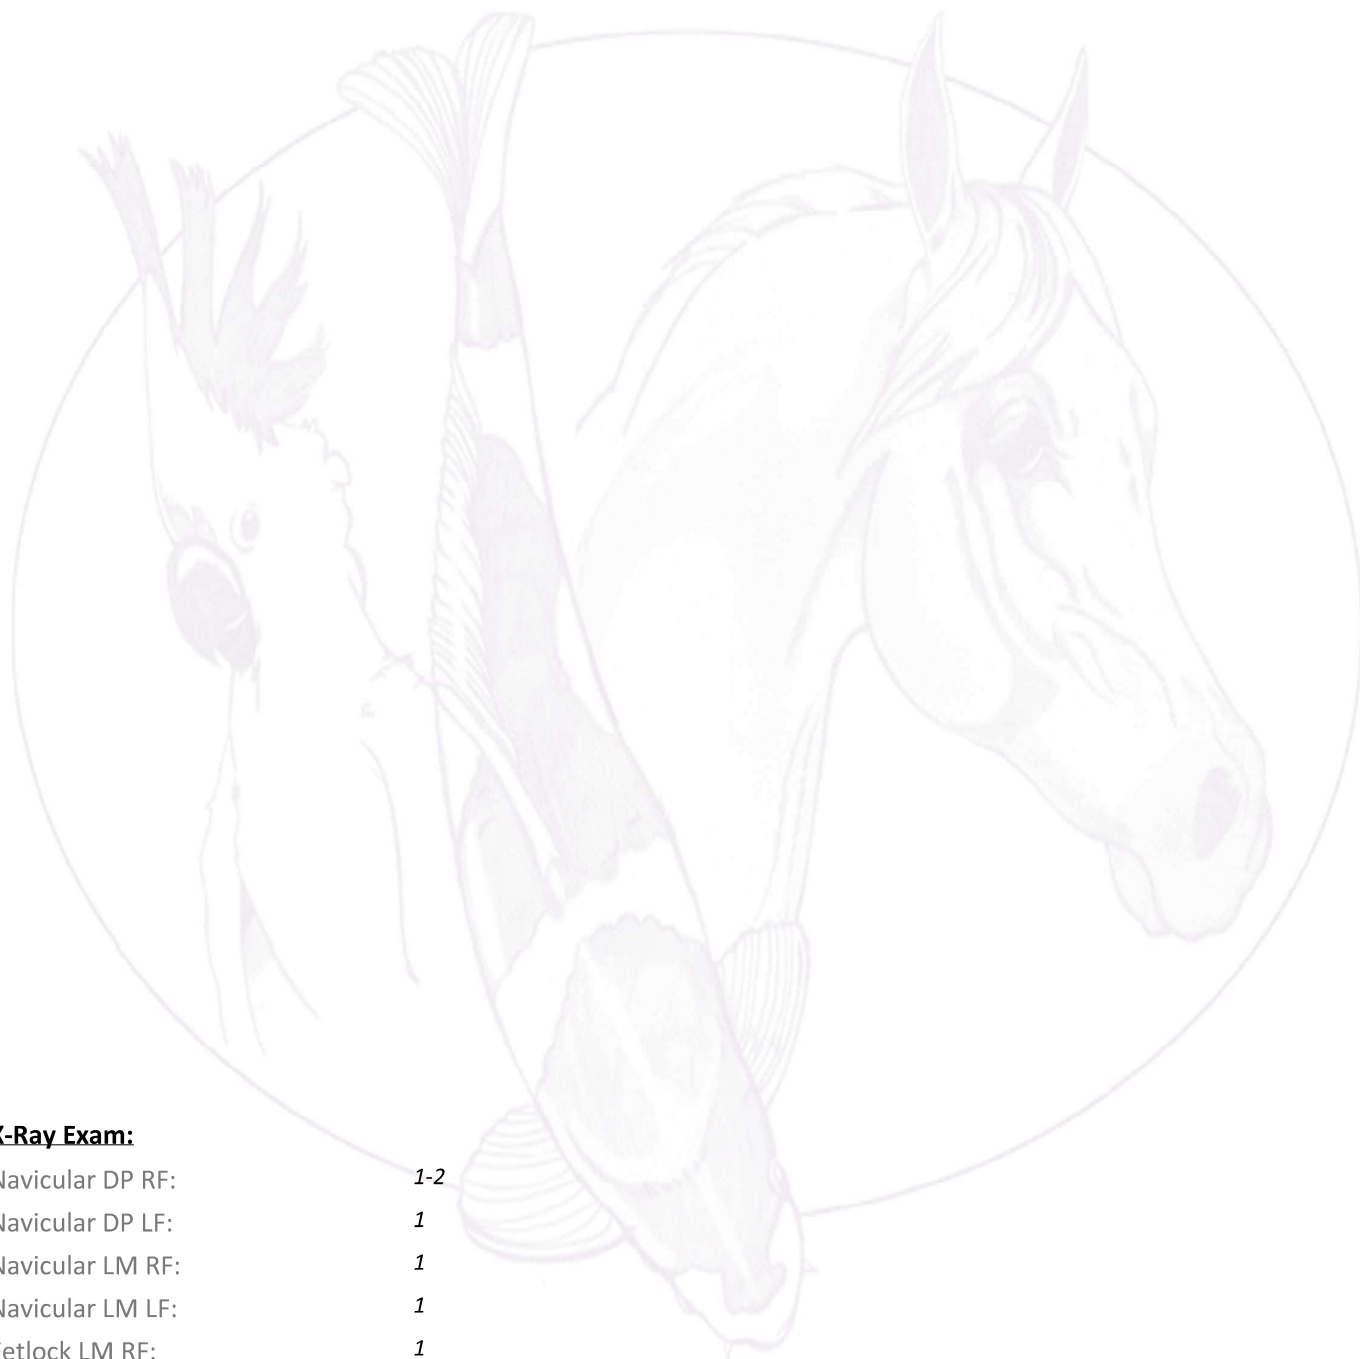 X-Ray Exam:
Navicular DP RF: 1-2
Navicular DP LF: 1
Navicular LM RF: 1
Navicular LM LF: 1
Fetlock LM RF: 1